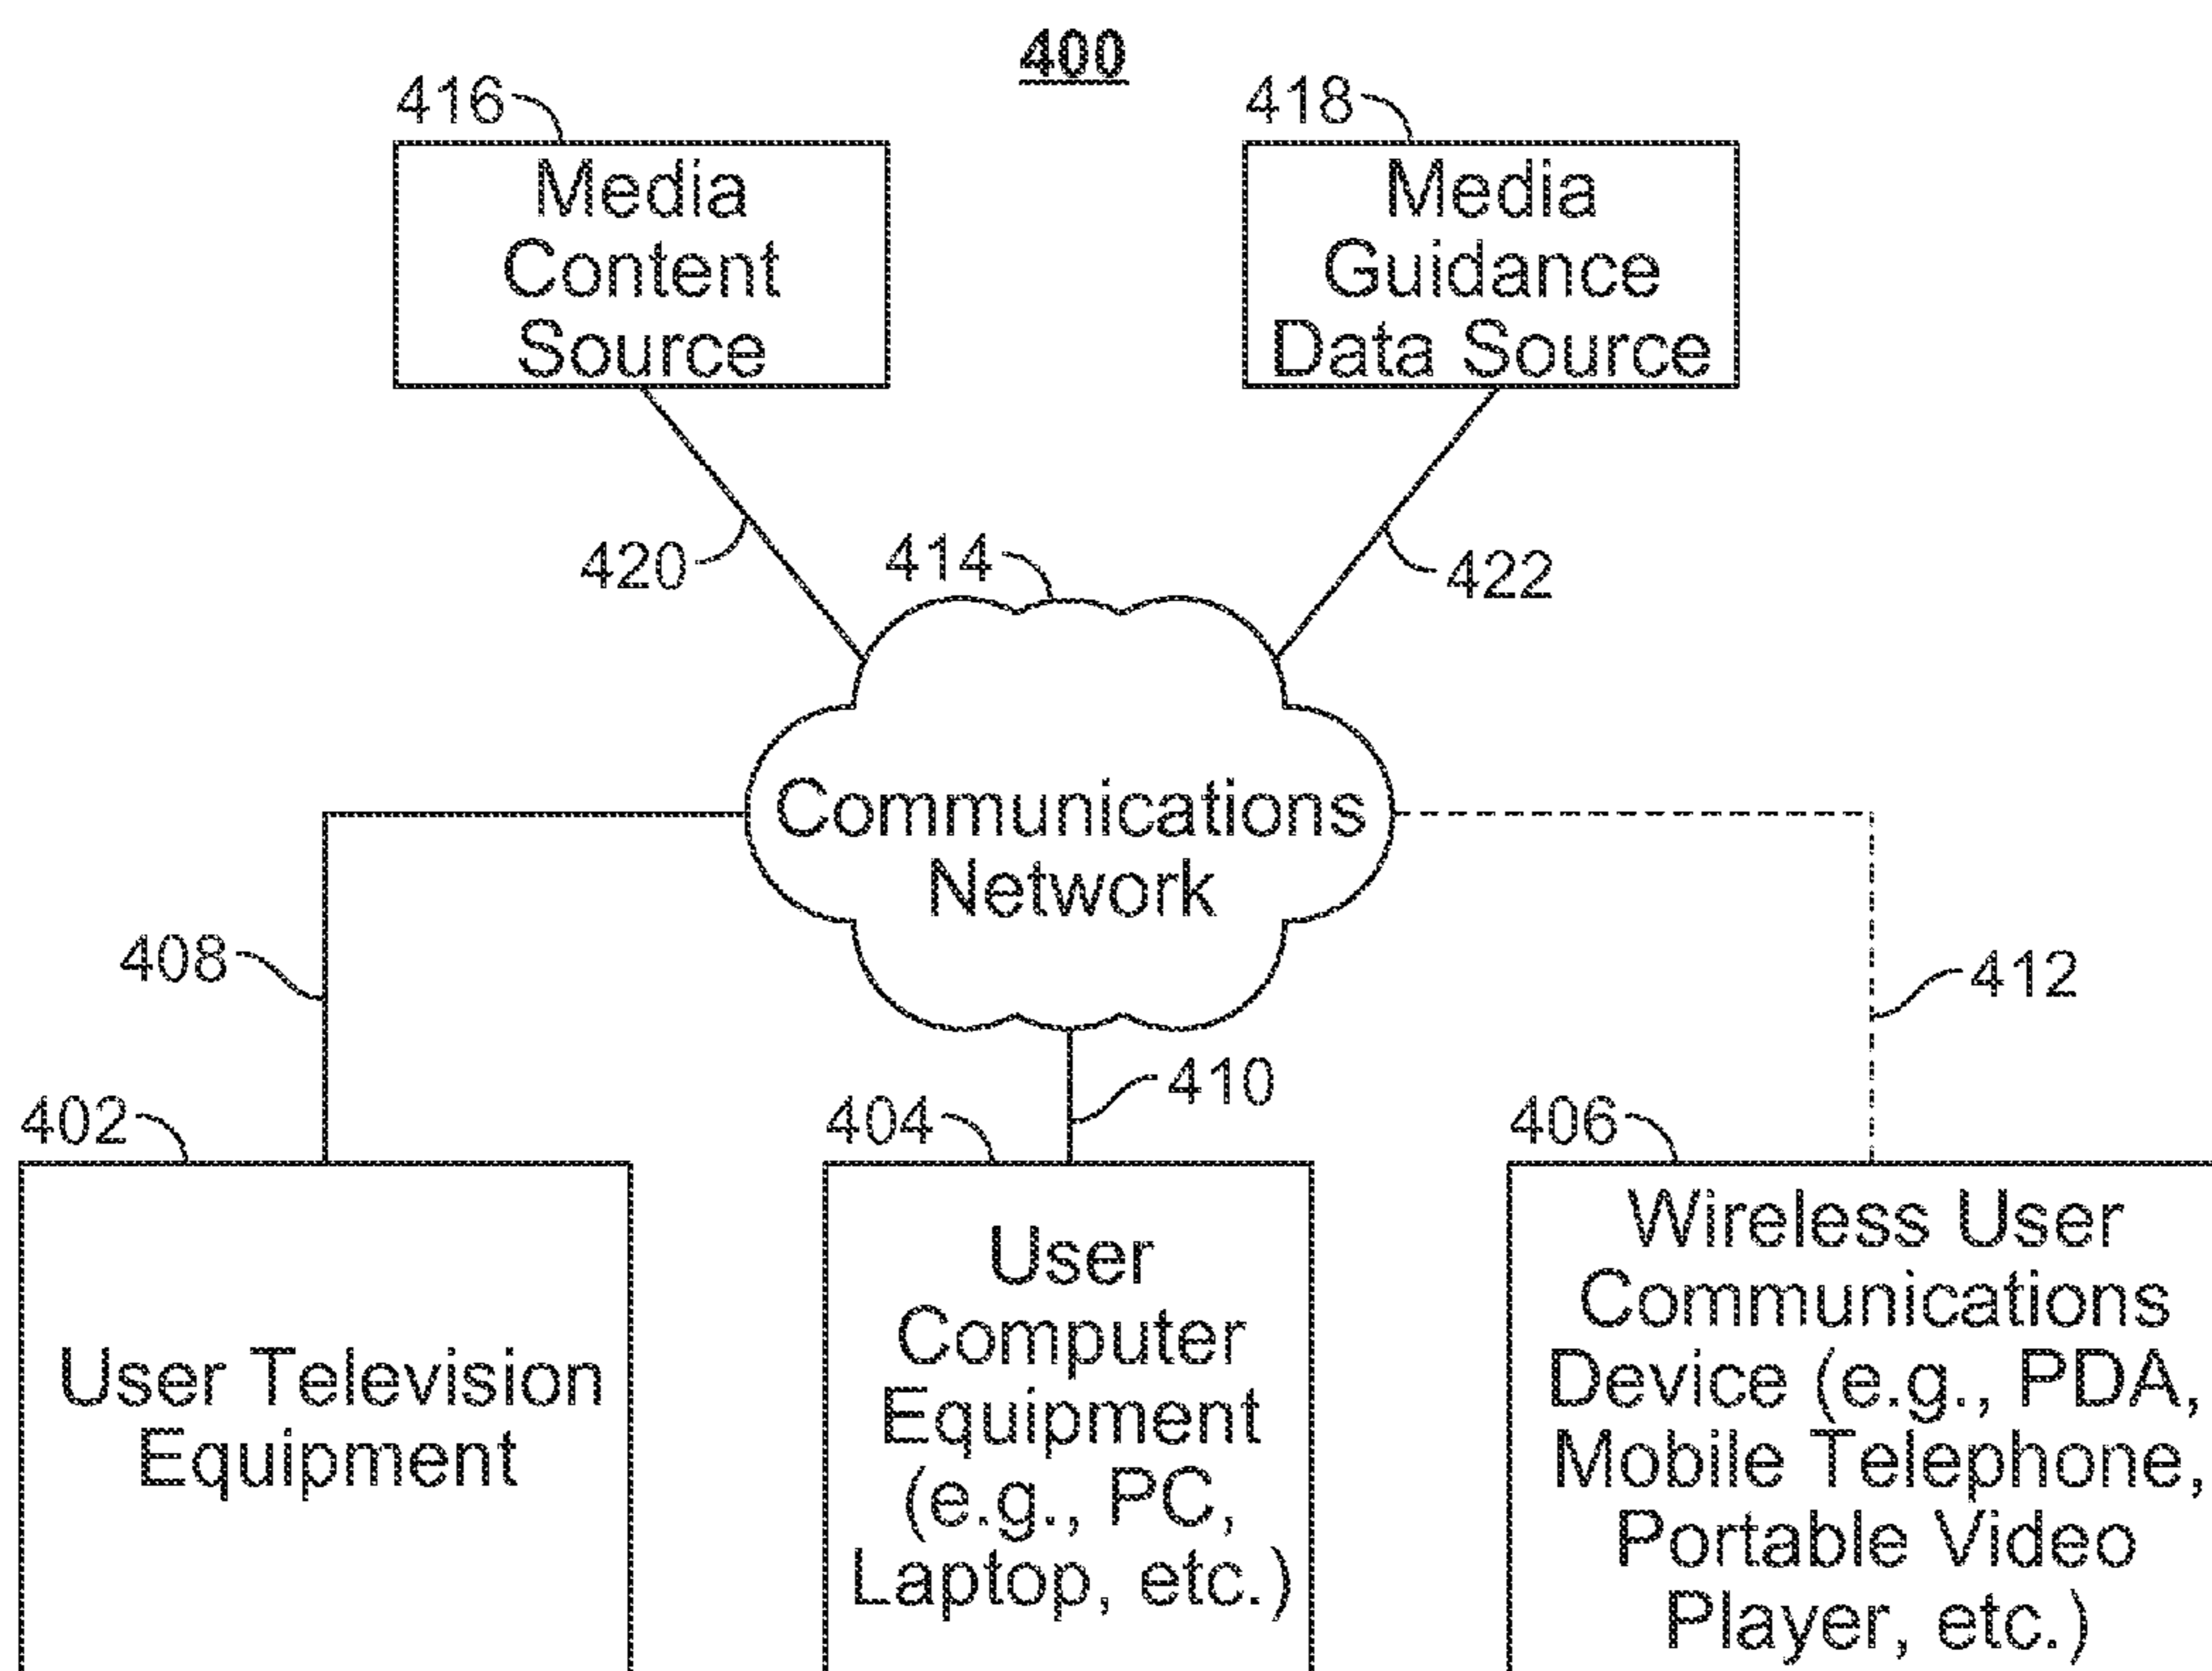 400
416
418
Media
Content
Source
Media
Guidance
Data Source
420
414
422
Communications
Network
408
412
410
402
404
406
User Television
Equipment
User
Computer
Equipment
(e.g., PC,
Laptop, etc.)
Wireless User
Communications
Device (e.g., PDA,
Mobile Telephone,
Portable Video
Player, etc.)